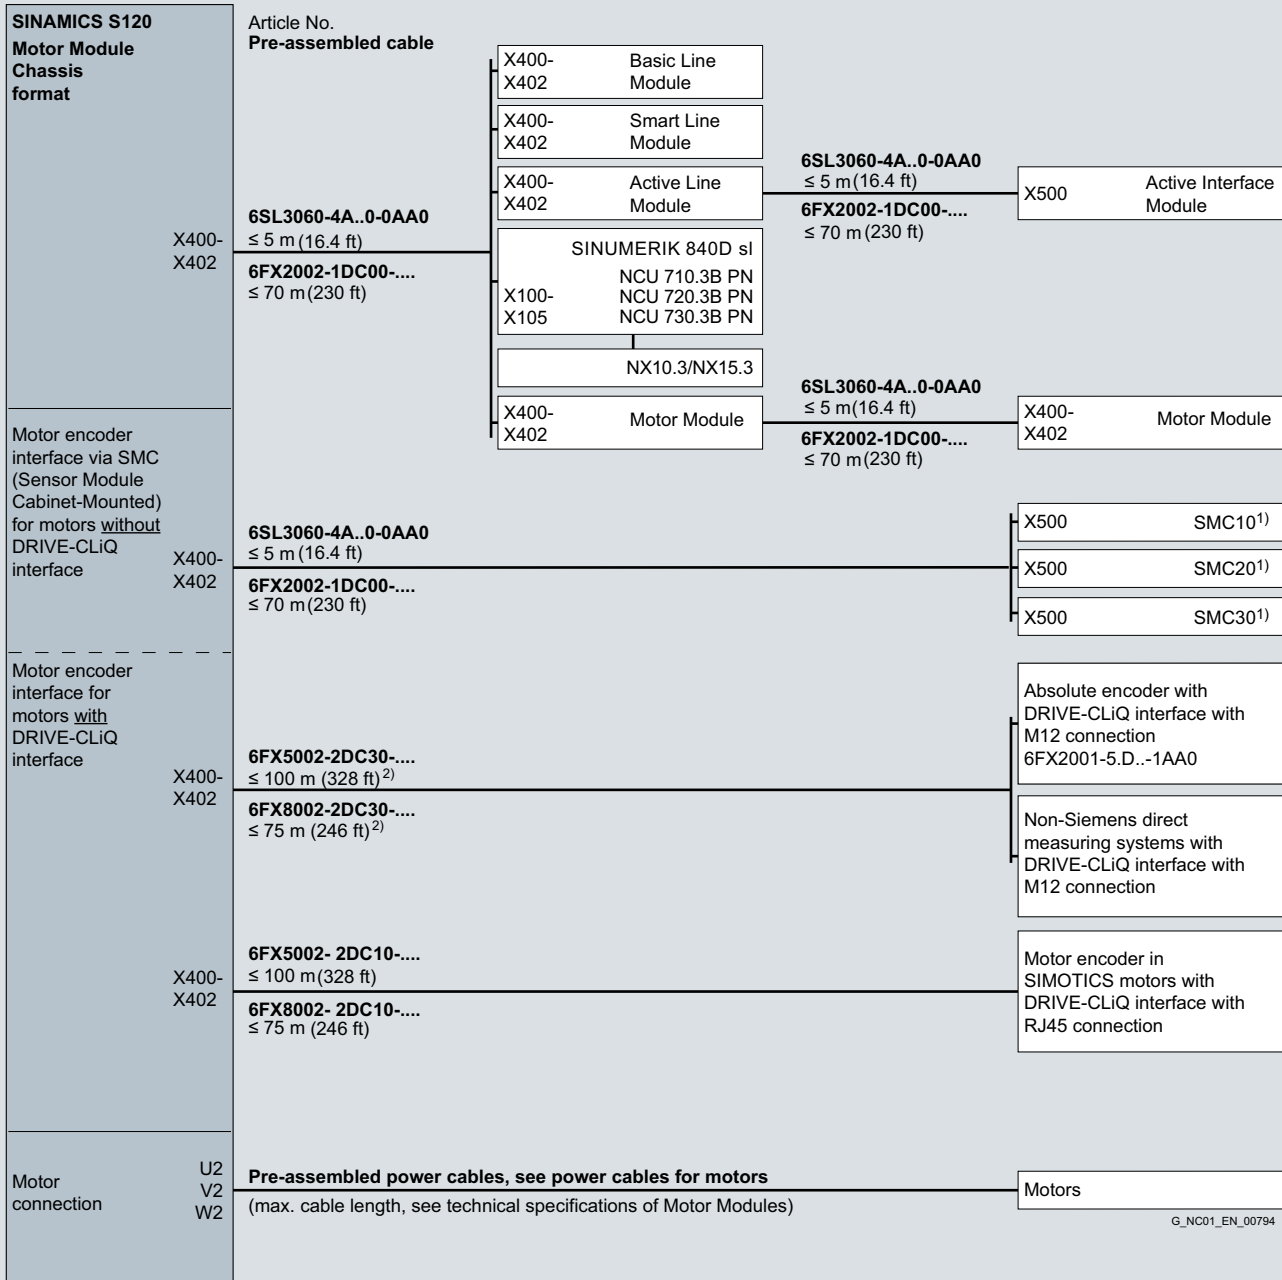 SINAMICS S120
Motor Module
Chassis
format
Article No.
Pre-assembled cable
X400-
X402
6SL3060-4A..0-0AA0
≤ 5 m (16.4 ft)
6FX2002-1DC00-....
≤ 70 m (230 ft)
X400-
X402
Basic Line
Module
X400-
X402
Smart Line
Module
X400-
X402
Active Line
Module
6SL3060-4A..0-0AA0
≤ 5 m (16.4 ft)
6FX2002-1DC00-....
≤ 70 m (230 ft)
X500
Active Interface
Module
SINUMERIK 840D sl
NCU 710.3B PN
NCU 720.3B PN
NCU 730.3B PN
X100-
X105
NX10.3/NX15.3
X400-
X402
Motor Module
6SL3060-4A..0-0AA0
≤ 5 m (16.4 ft)
6FX2002-1DC00-....
≤ 70 m (230 ft)
X400-
X402
Motor Module
Motor encoder
interface via SMC
(Sensor Module
Cabinet-Mounted)
for motors without
DRIVE-CLiQ
interface
X400-
X402
6SL3060-4A..0-0AA0
≤ 5 m (16.4 ft)
6FX2002-1DC00-....
≤ 70 m (230 ft)
X500 SMC10 1)
X500 SMC20 1)
X500 SMC30 1)
Motor encoder
interface for
motors with
DRIVE-CLiQ
interface
X400-
X402
6FX5002-2DC30-....
≤ 100 m (328 ft) 2)
6FX8002-2DC30-....
≤ 75 m (246 ft) 2)
Absolute encoder with
DRIVE-CLiQ interface with
M12 connection
6FX2001-5.D..-1AA0
Non-Siemens direct
measuring systems with
DRIVE-CLiQ interface with
M12 connection
X400-
X402
6FX5002- 2DC10-....
≤ 100 m (328 ft)
6FX8002- 2DC10-....
≤ 75 m (246 ft)
Motor encoder in
SIMOTICS motors with
DRIVE-CLiQ interface with
RJ45 connection
Motor
connection
U2
V2
W2
Pre-assembled power cables, see power cables for motors
(max. cable length, see technical specifications of Motor Modules)
Motors
G_NC01_EN_00794